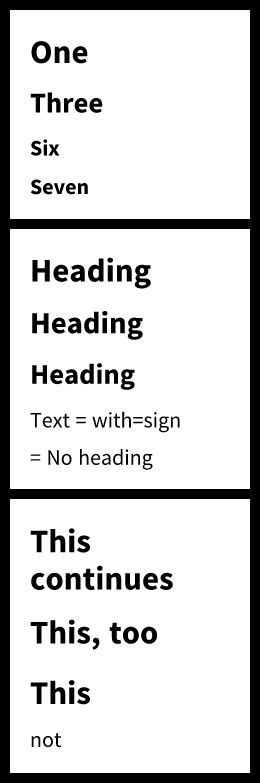 One
Three
Six
Seven
Heading
Heading
Heading
Text = with=sign
= No heading
This
continues
This, too
This
not